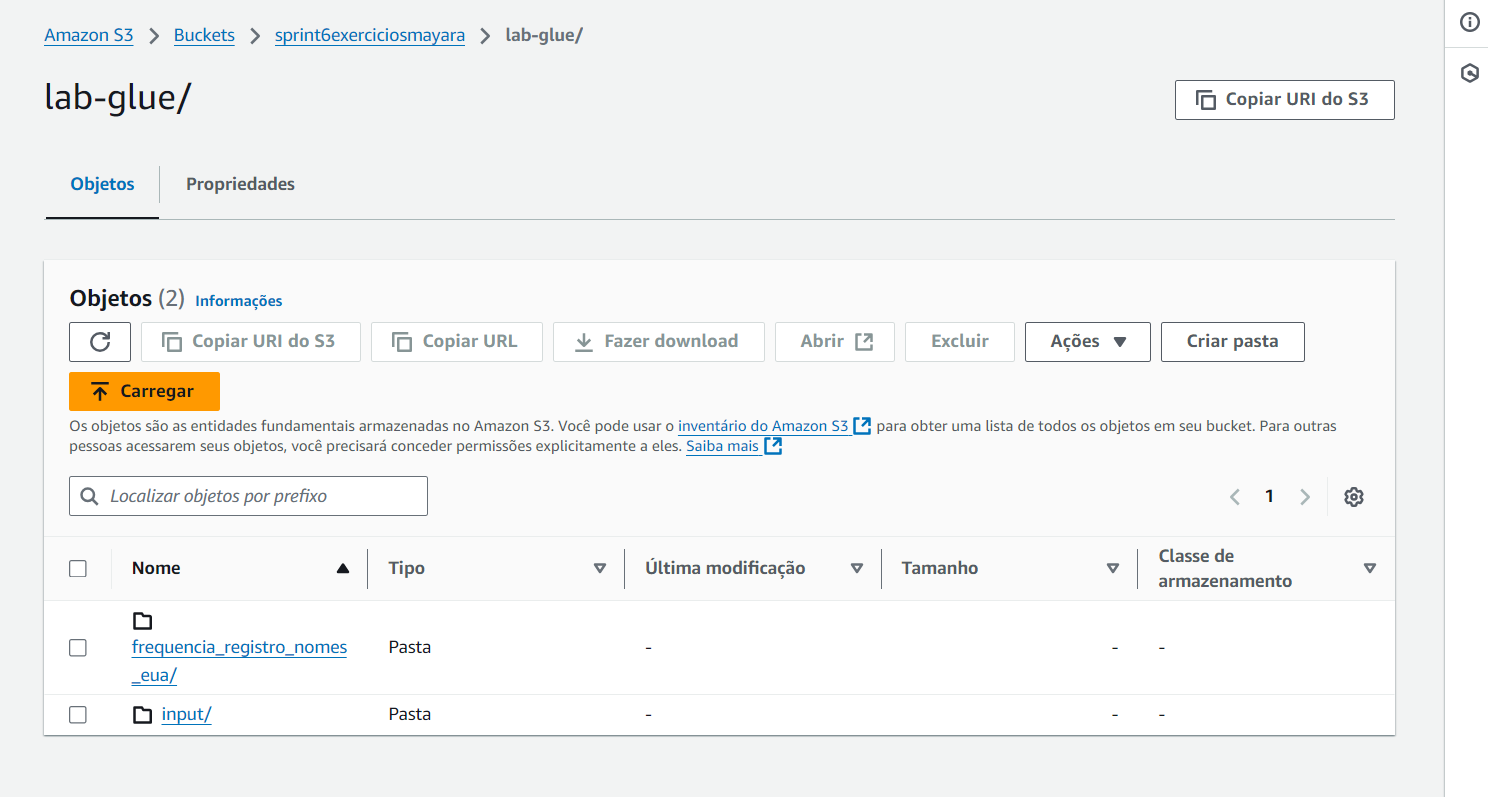 Amazon S3 > Buckets > sprint6exerciciosmayara > lab-glue/
lab-glue/
Copiar URI do S3
Objetos Propriedades
Objetos (2) Informações
Copiar URI do S3 Copiar URL Fazer download Abrir Excluir Ações Criar pasta
Carregar
Os objetos são as entidades fundamentais armazenadas no Amazon S3. Você pode usar o inventário do Amazon S3 para obter uma lista de todos os objetos em seu bucket. Para outras
pessoas acessarem seus objetos, você precisará conceder permissões explicitamente a eles. Saiba mais
Localizar objetos por prefixo
1
Nome Tipo Última modificação Tamanho Classe de
armazenamento
frequencia_registro_nomes Pasta - - -
_eua/
input/ Pasta - - -